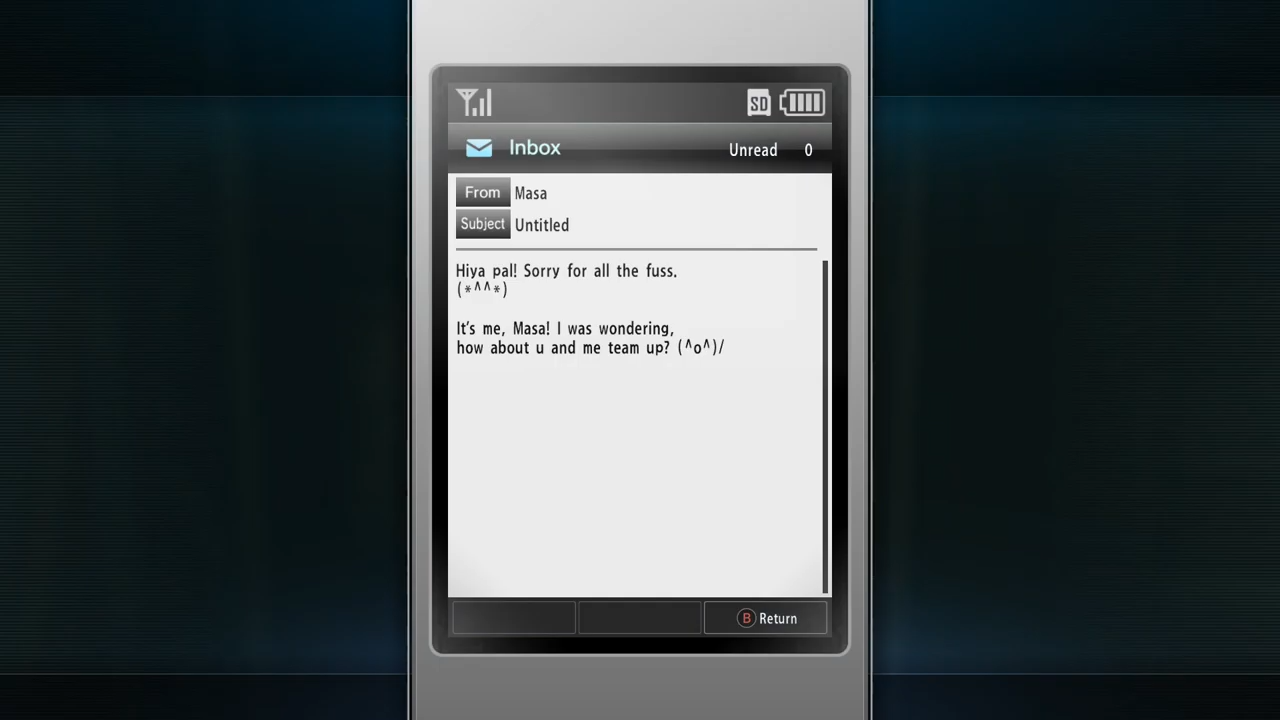 SD
Inbox
Unread 0
From Masa
Subject Untitled
Hiya pal! Sorry for all the fuss.
(*^^*)
It's me, Masa! I was wondering,
how about u and me team up? (^o^)/
B Return